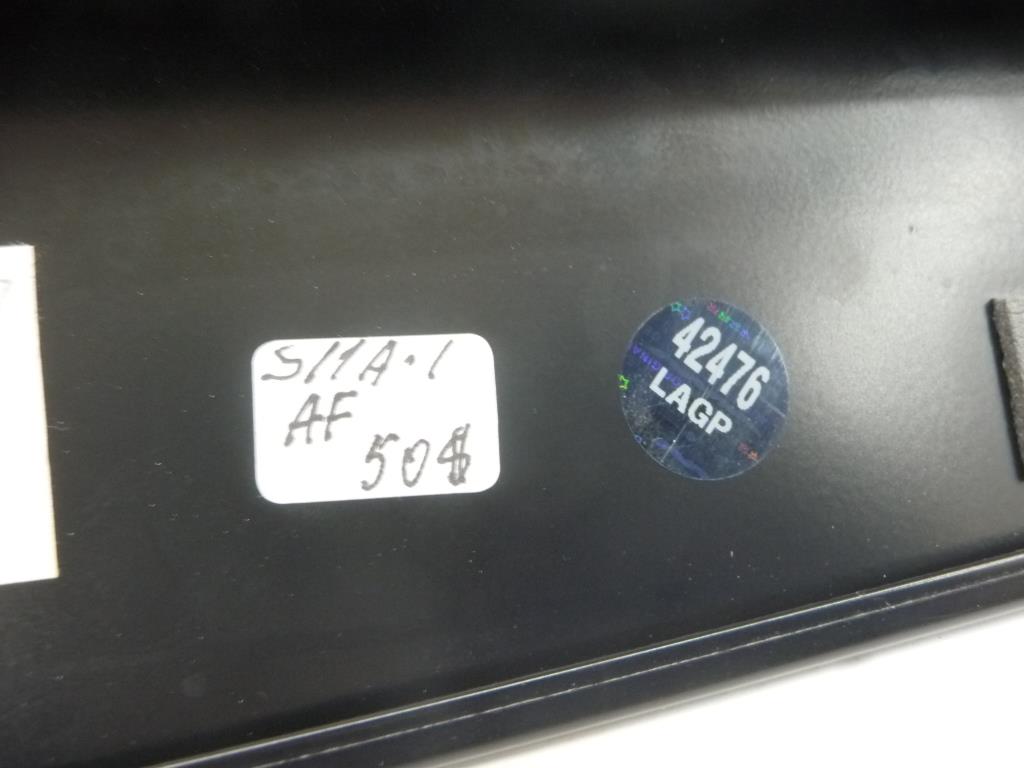 S11A-1
AF
50$
42476
LAGP